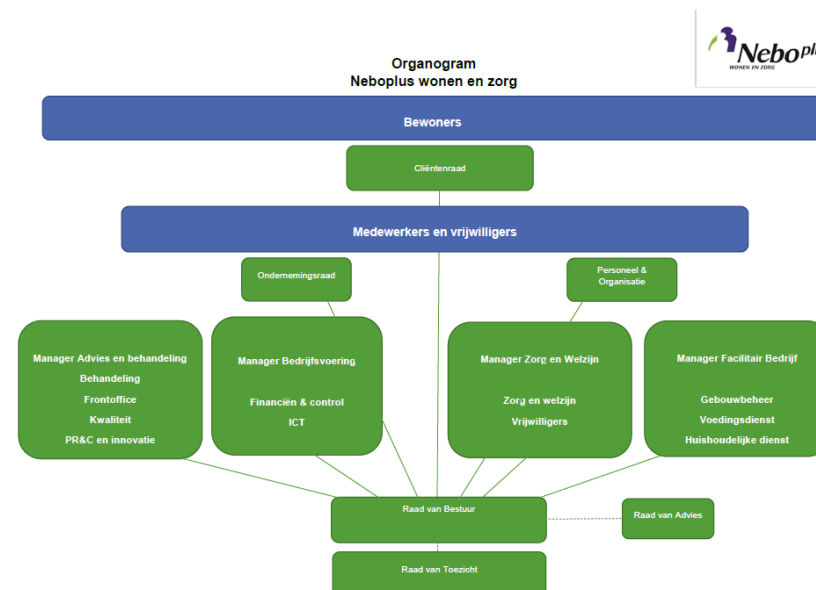 Organogram
Neboplus wonen en zorg
Nebo
WONEN EN ZORG
Bewoners
Cliëntenraad
Medewerkers en vrijwilligers
Ondernemingsraad
Personeel &
Organisatie
Manager Advies en behandeling
Behandeling
Frontoffice
Kwaliteit
PR&C en innovatie
Manager Bedrijfsvoering
Financiën & control
ICT
Manager Zorg en Welzijn
Zorg en welzijn
Vrijwilligers
Manager Facilitair Bedrijf
Gebouwbeheer
Voedingsdienst
Huishoudelijke dienst
Raad van Bestuur
Raad van Advies
Raad van Toezicht